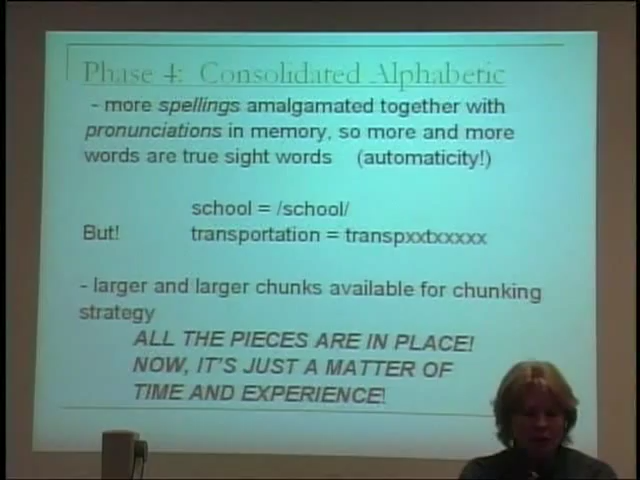 Phase 4: Consolidated Alphabetic
- more spellings amalgamated together with
pronunciations in memory, so more and more
words are true sight words (automaticity!)
school = /school/
But! transportation = transpxxtxxxxx
- larger and larger chunks available for chunking
strategy
ALL THE PIECES ARE IN PLACE!
NOW, IT'S JUST A MATTER OF
TIME AND EXPERIENCE!